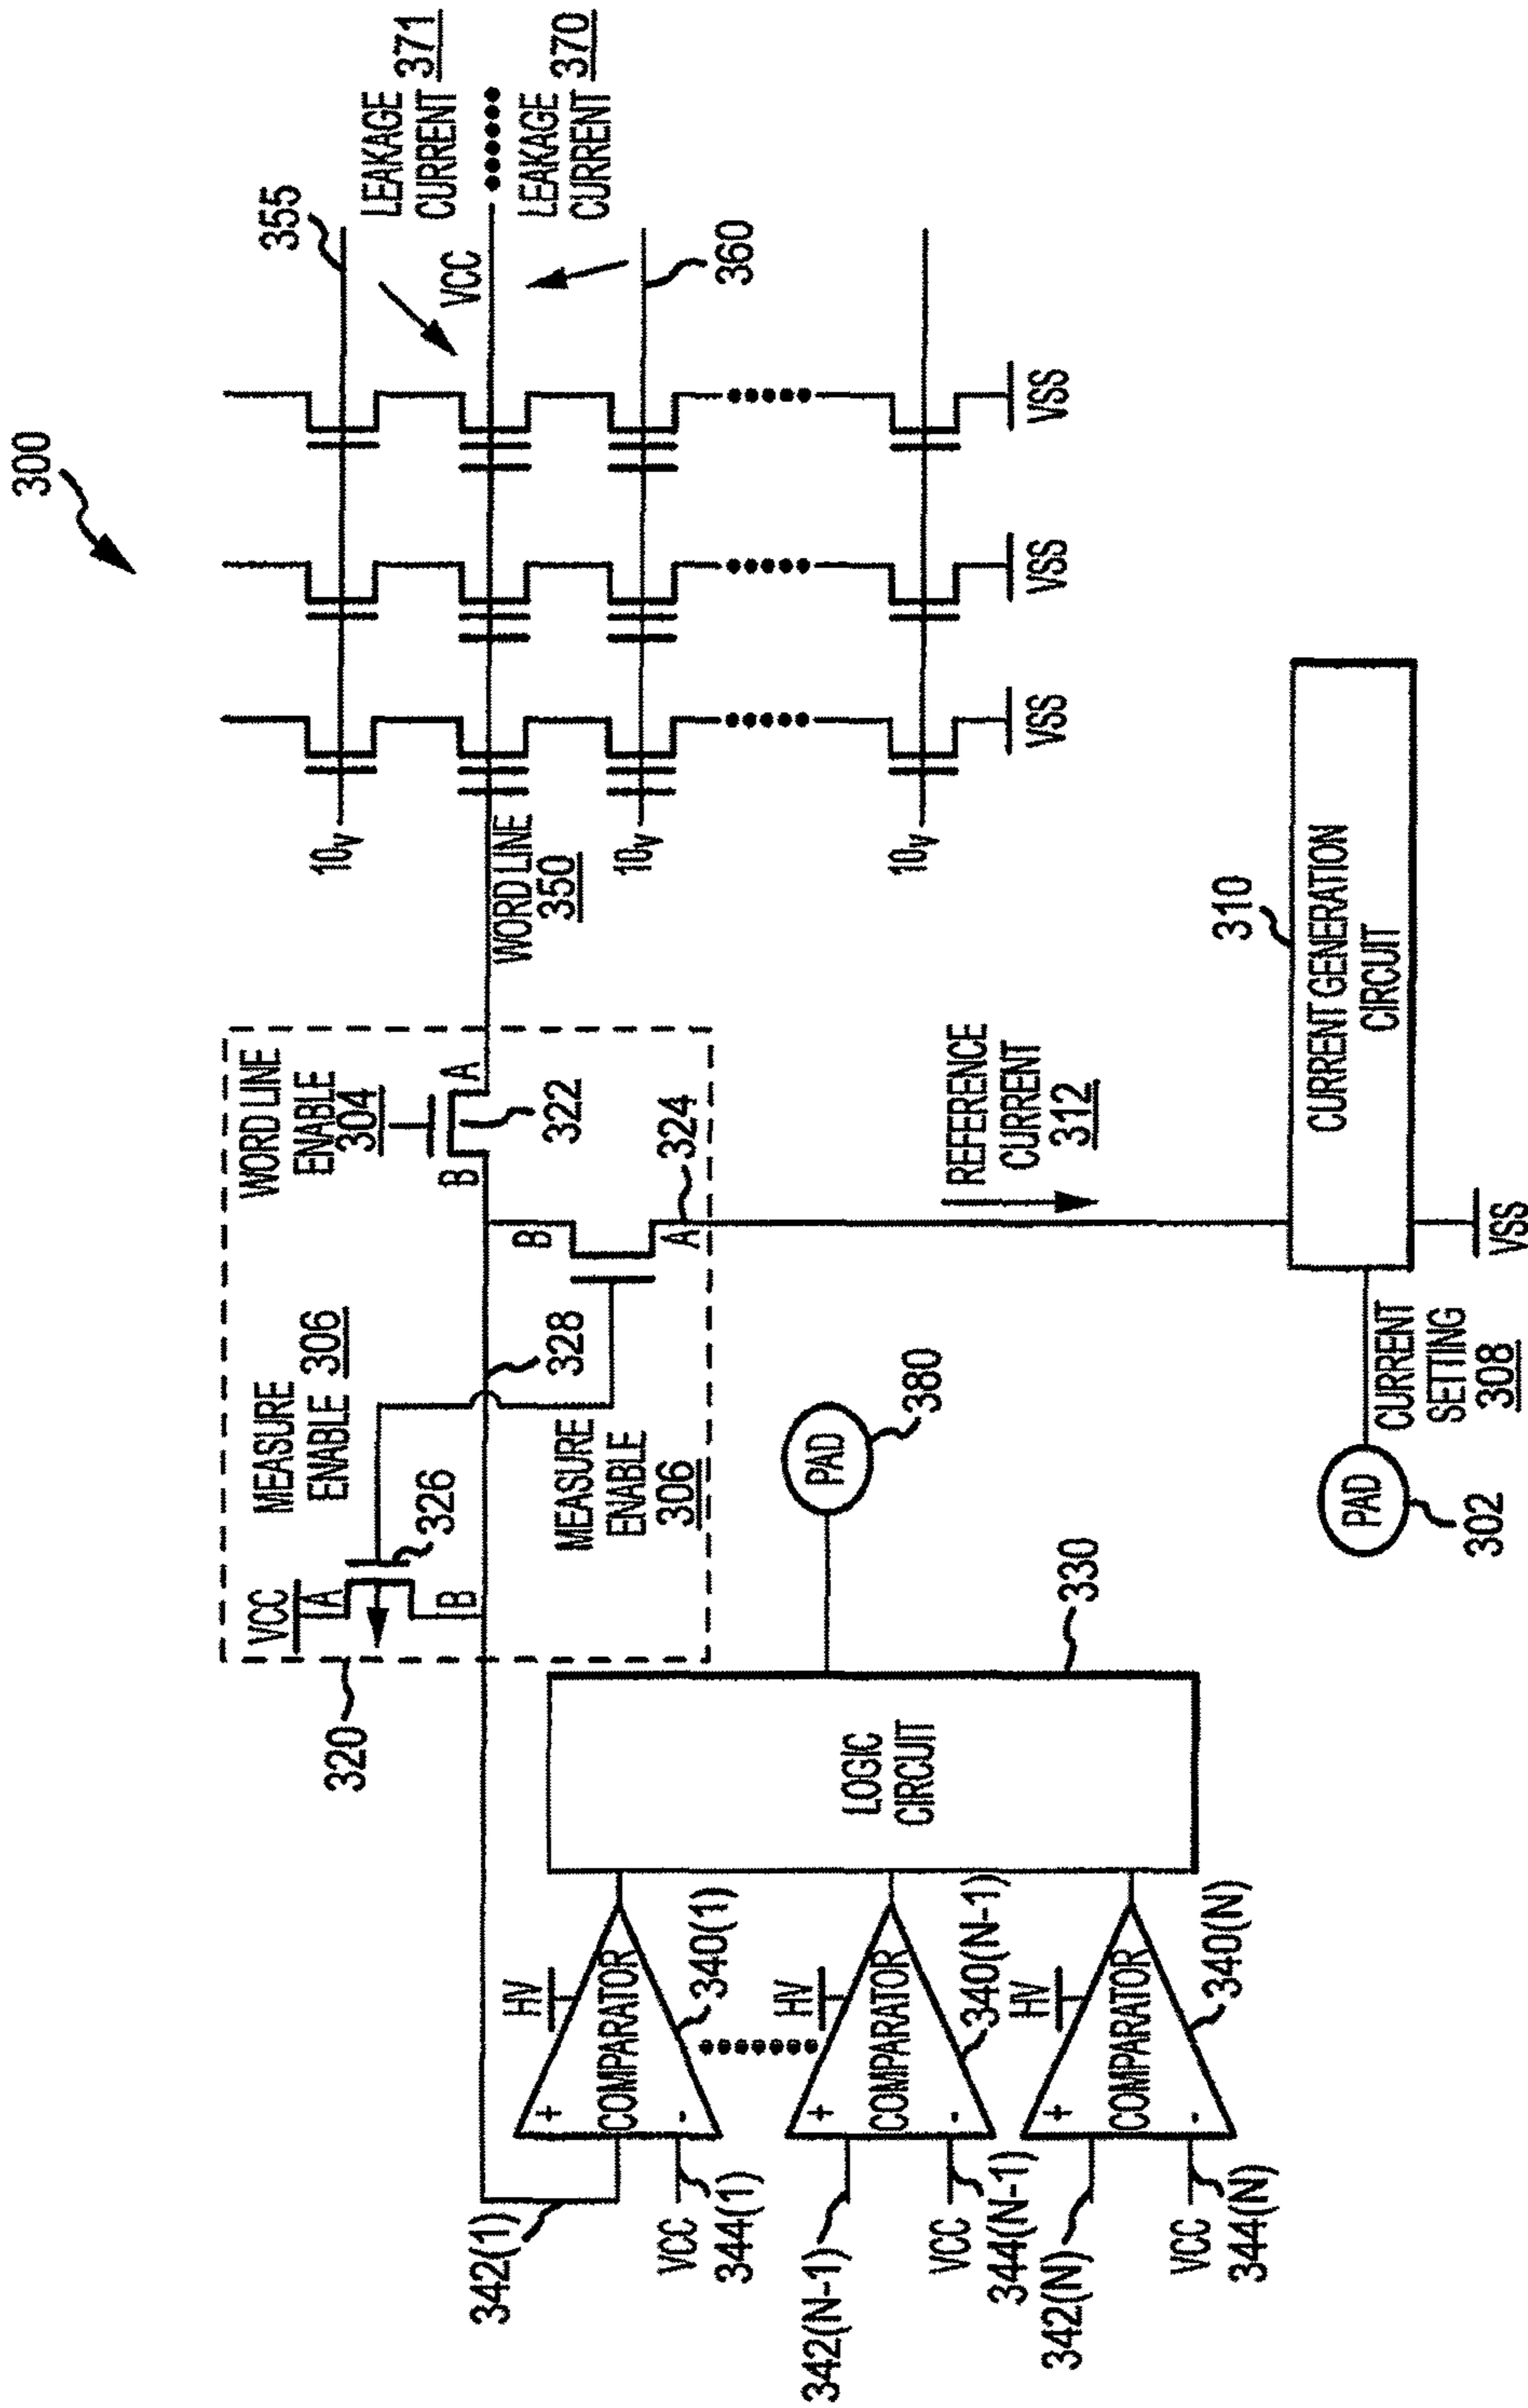 300
355
LEAKAGE
CURRENT 371
VCC
LEAKAGE
CURRENT 370
360
10v
WORD LINE
350
10v
10v
VSS
VSS
VSS
WORD LINE
ENABLE
304
A
B
322
MEASURE
ENABLE 306
VCC
A
326
B
320
328
B
A
324
MEASURE
ENABLE
306
REFERENCE
CURRENT
312
310
CURRENT GENERATION
CIRCUIT
VSS
CURRENT
SETTING
308
PAD
302
PAD
380
330
LOGIC
CIRCUIT
HV
+
COMPARATOR
-
340(1)
342(1)
VCC
344(1)
HV
+
COMPARATOR
-
340(N-1)
342(N-1)
VCC
344(N-1)
HV
+
COMPARATOR
-
340(N)
342(N)
VCC
344(N)